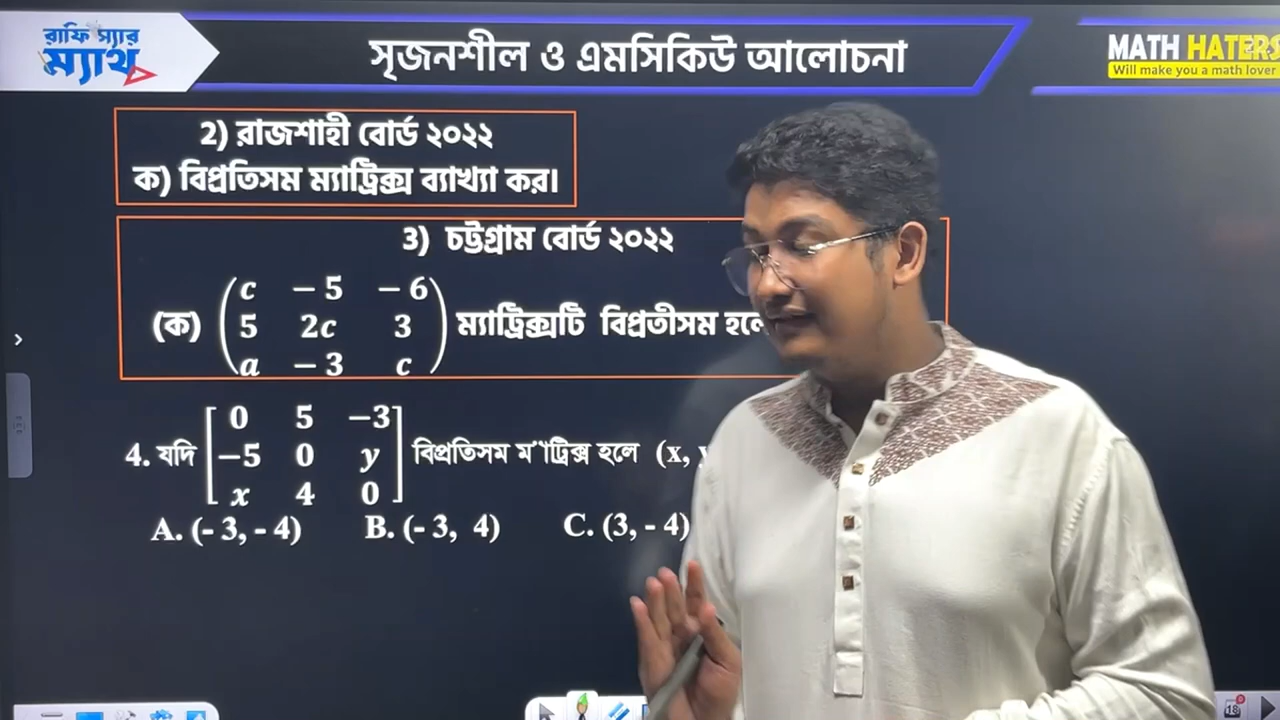 রাফি স্যার
ম্যাথ
সৃজনশীল ও এমসিকিউ আলোচনা
MATH HATERS
Will make you a math lover
2) রাজশাহী বোর্ড ২০২২
ক) বিপ্রতিসম ম্যাট্রিক্স ব্যাখ্যা কর।
3) চট্টগ্রাম বোর্ড ২০২২
c − 5 − 6
(ক) 5 2c 3 ম্যাট্রিক্সটি বিপ্রতীসম হলে
a − 3 c
0 5 −3
4. যদি −5 0 y বিপ্রতিসম হলে (x,
x 4 0
A. (- 3, - 4) B. (- 3, 4) C. (3, - 4)
18